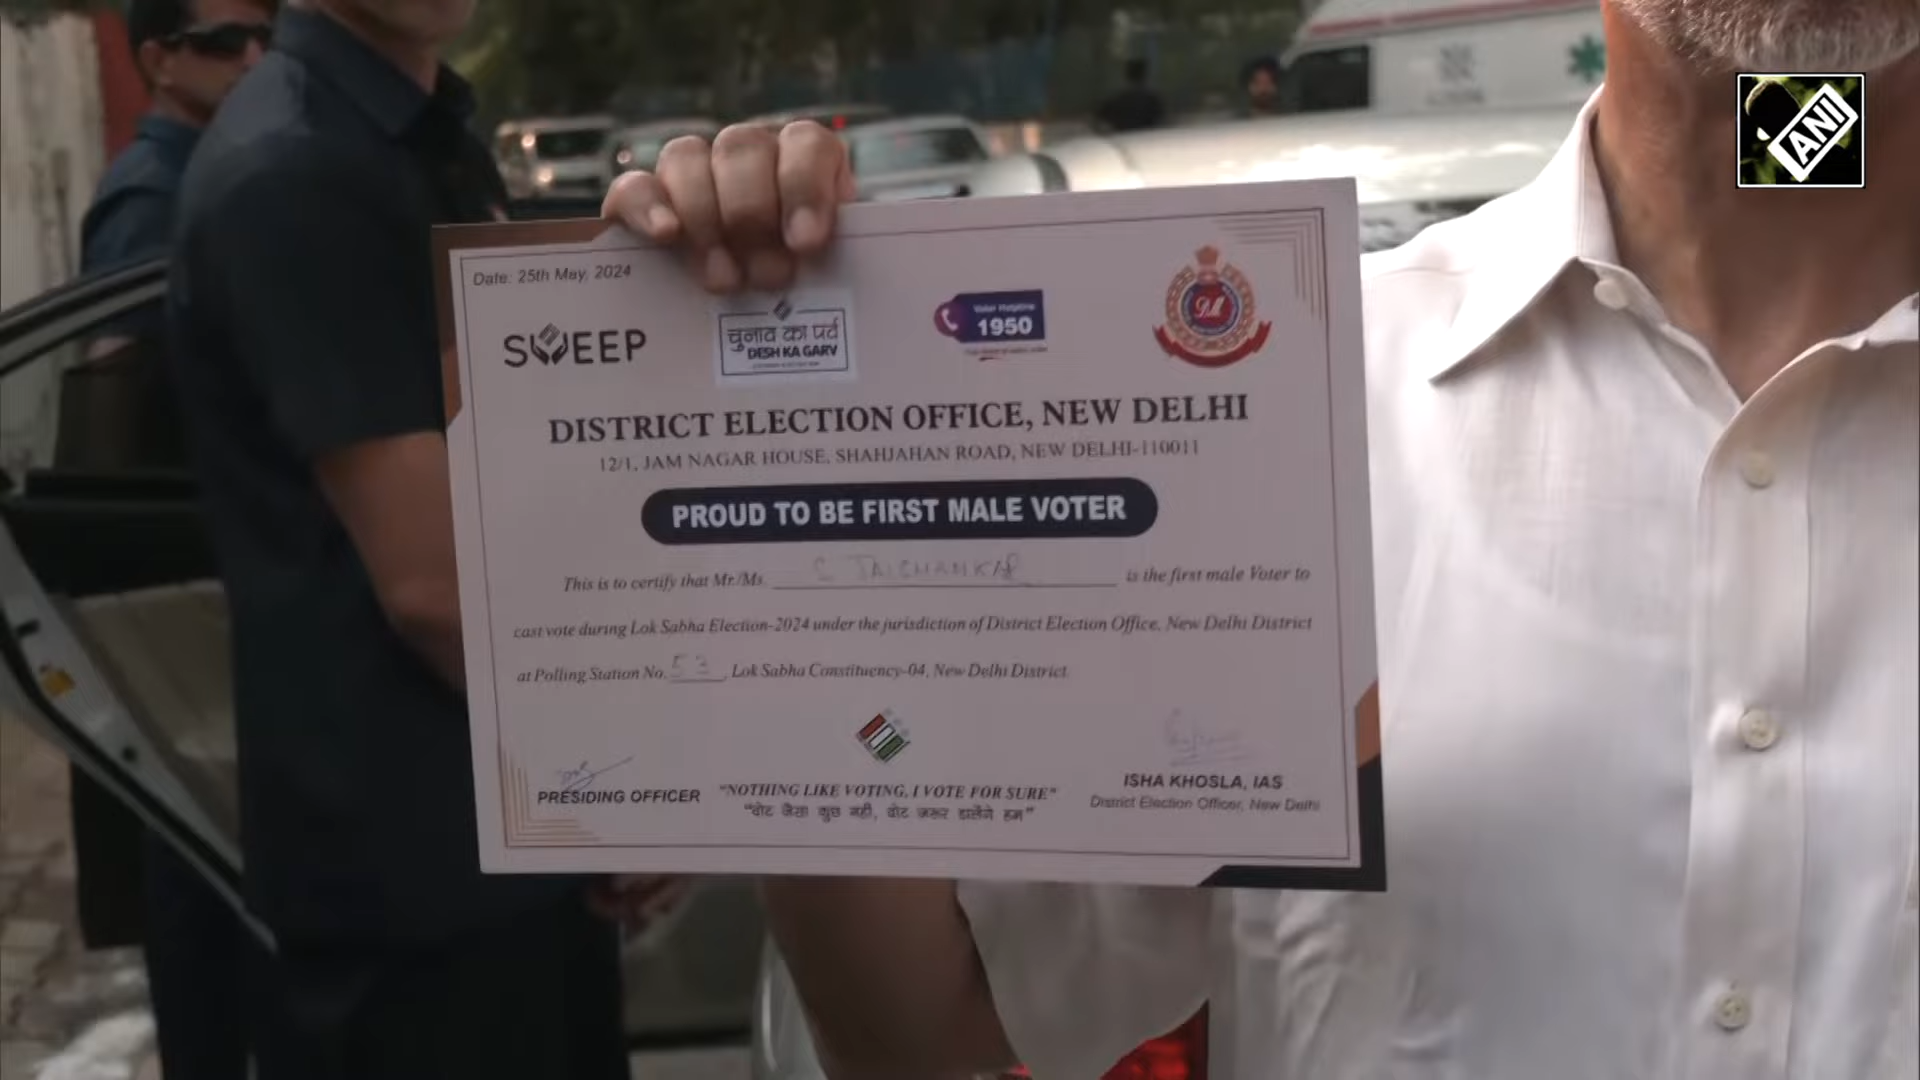 ANI
Date: 25th May, 2024
SWEEP
चुनाव का पर्व
DESH KA GARV
Voter Helpline
1950
DISTRICT ELECTION OFFICE, NEW DELHI
12/1, JAM NAGAR HOUSE, SHAHJAHAN ROAD, NEW DELHI-110011
PROUD TO BE FIRST MALE VOTER
This is to certify that Mr./Ms. S JAISHANKAR is the first male Voter to
cast vote during Lok Sabha Election-2024 under the jurisdiction of District Election Office, New Delhi District
at Polling Station No. 53, Lok Sabha Constituency-04, New Delhi District
PRESIDING OFFICER
"NOTHING LIKE VOTING, I VOTE FOR SURE"
"वोट जैसा कुछ नहीं, वोट जरूर डालेंगे हम"
ISHA KHOSLA, IAS
District Election Officer, New Delhi